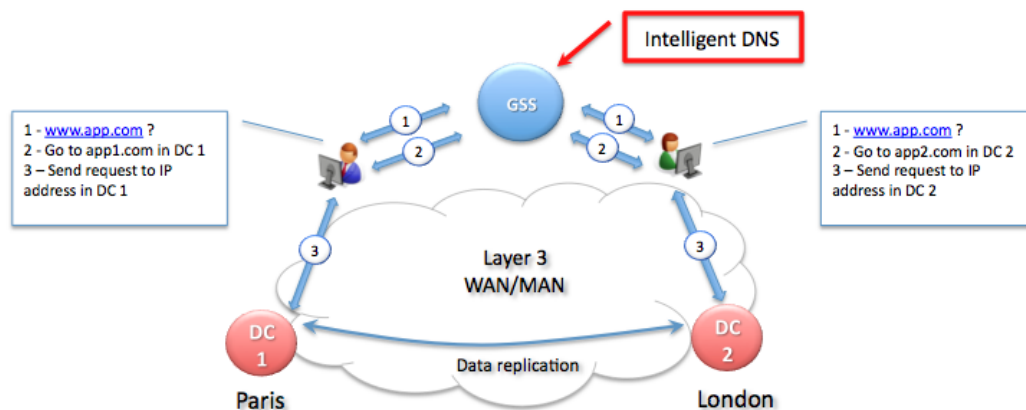 Intelligent DNS
GSS
1
2
1
2
1 - www.app.com ?
2 - Go to app1.com in DC 1
3 – Send request to IP
address in DC 1
1 - www.app.com ?
2 - Go to app2.com in DC 2
3 – Send request to IP
address in DC 2
3
3
Layer 3
WAN/MAN
DC
1
DC
2
Data replication
Paris
London